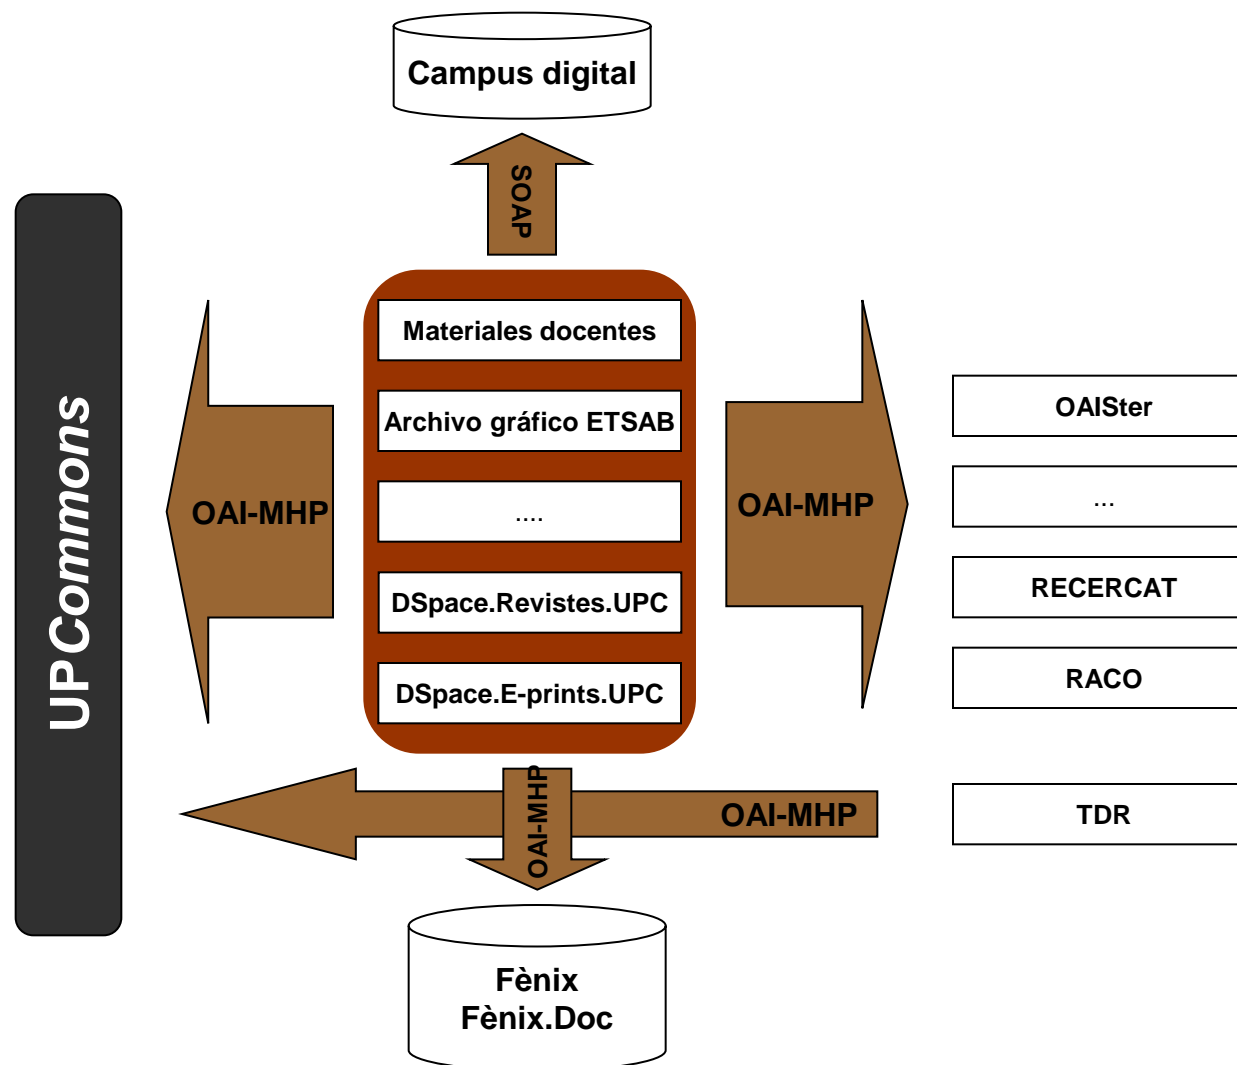 Campus digital
SOAP
UPCommons
Materiales docentes
Archivo gráfico ETSAB
....
DSpace.Revistes.UPC
DSpace.E-prints.UPC
OAI-MHP
OAI-MHP
OAISter
...
RECERCAT
RACO
TDR
OAI-MHP
OAI-MHP
Fènix
Fènix.Doc